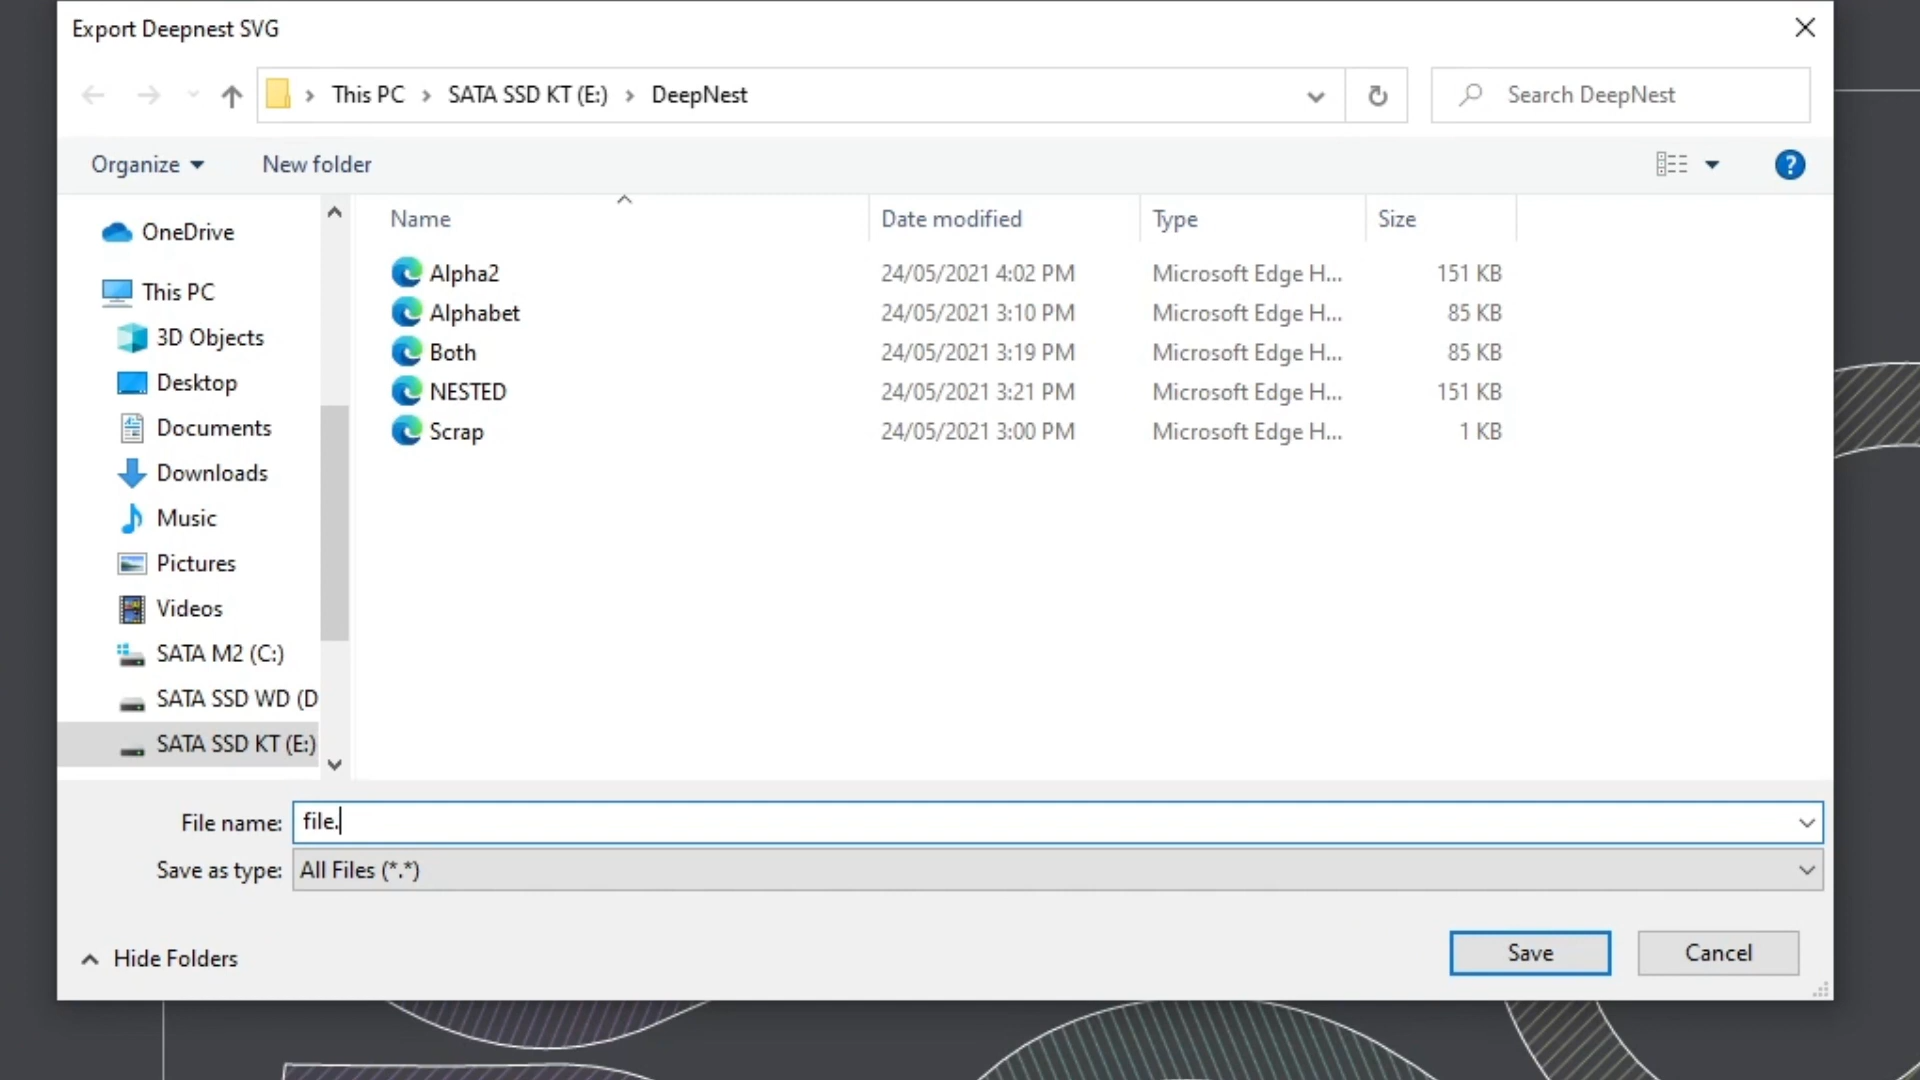 Export Deepnest SVG
This PC > SATA SSD KT (E:) > DeepNest
Search DeepNest
Organize
New folder
?
Name
Date modified
Type
Size
OneDrive
This PC
3D Objects
Desktop
Documents
Downloads
Music
Pictures
Videos
SATA M2 (C:)
SATA SSD WD (D
SATA SSD KT (E:)
Alpha2 24/05/2021 4:02 PM Microsoft Edge H... 151 KB
Alphabet 24/05/2021 3:10 PM Microsoft Edge H... 85 KB
Both 24/05/2021 3:19 PM Microsoft Edge H... 85 KB
NESTED 24/05/2021 3:21 PM Microsoft Edge H... 151 KB
Scrap 24/05/2021 3:00 PM Microsoft Edge H... 1 KB
File name: file.
Save as type: All Files (*.*)
Hide Folders
Save
Cancel